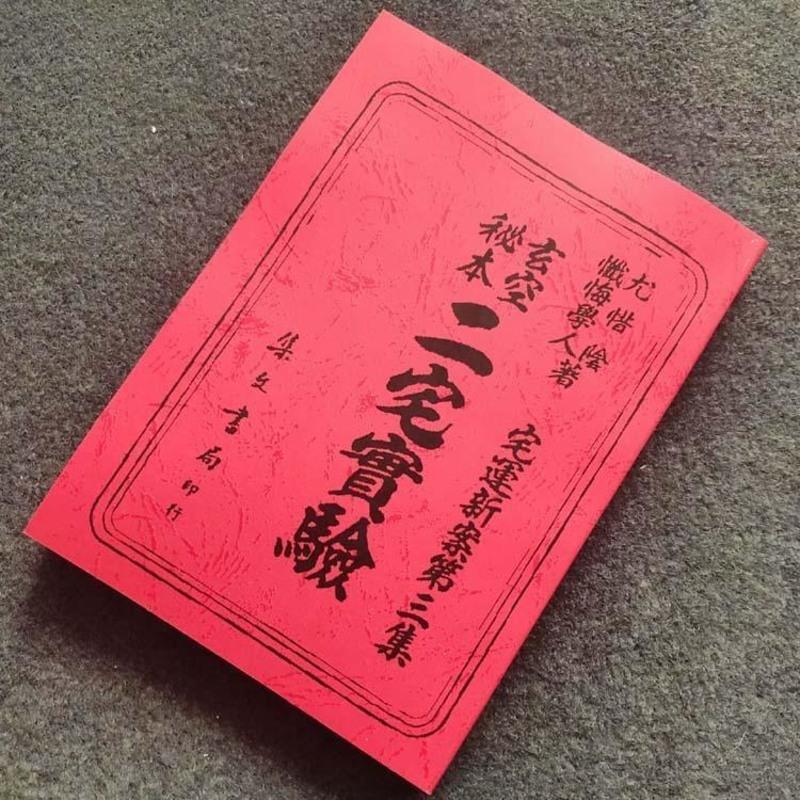 尤惜陰
懺悔學人著
宅運新案第三集
玄空
秘本
二宅實驗
集文書局印行